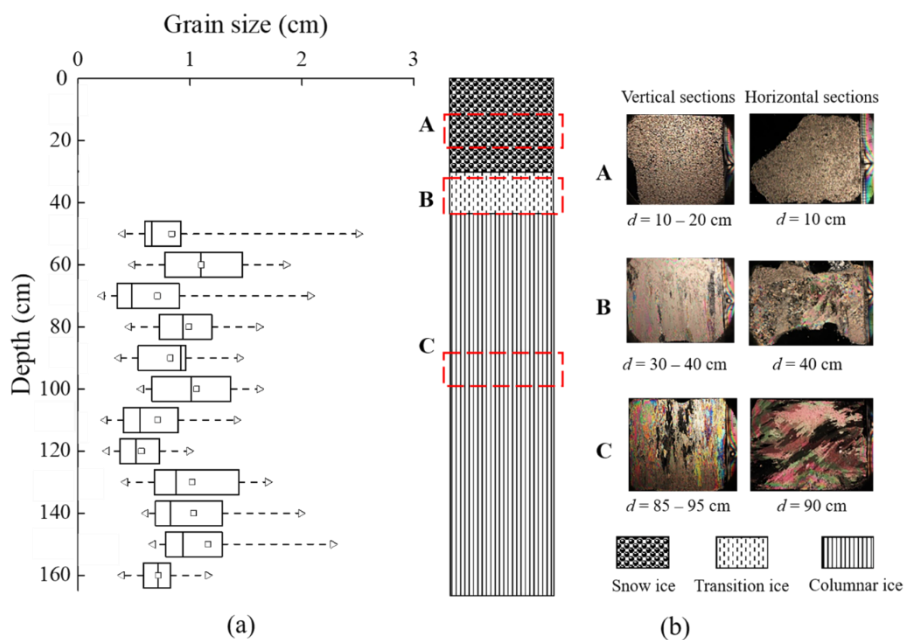 Grain size (cm)
0 1 2 3
Depth (cm)
0
20
40
60
80
100
120
140
160
(a)
A
B
C
Vertical sections Horizontal sections
A
d = 10 – 20 cm d = 10 cm
B
d = 30 – 40 cm d = 40 cm
C
d = 85 – 95 cm d = 90 cm
Snow ice Transition ice Columnar ice
(b)